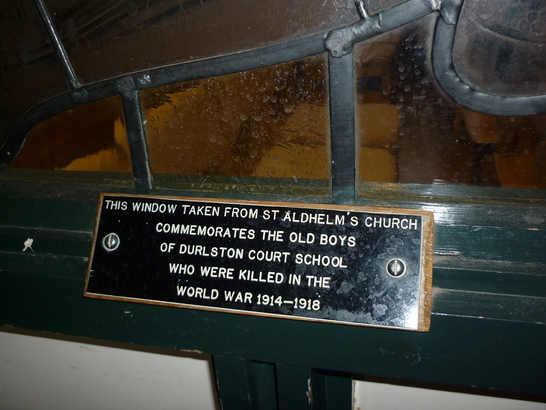 THIS WINDOW TAKEN FROM ST ALDHELM'S CHURCH
COMMEMORATES THE OLD BOYS
OF DURLSTON COURT SCHOOL
WHO WERE KILLED IN THE
WORLD WAR 1914—1918